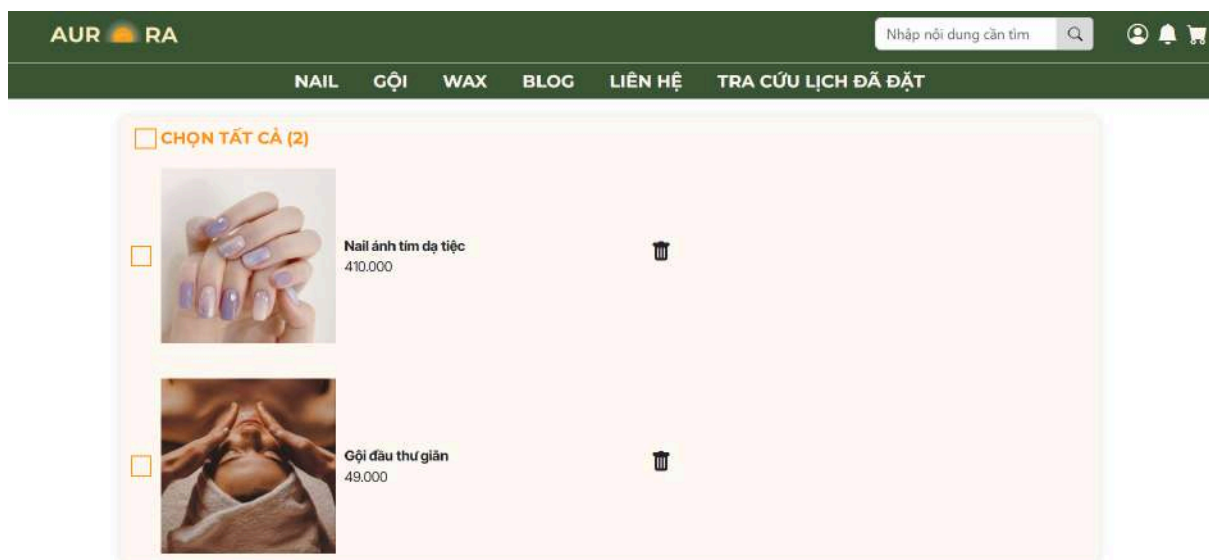 AUR RA
Nhập nội dung cần tìm
NAIL GỘI WAX BLOG LIÊN HỆ TRA CỨU LỊCH ĐÃ ĐẶT
CHỌN TẤT CẢ (2)
Nail ánh tím dạ tiệc
410.000
Gội đầu thư giãn
49.000